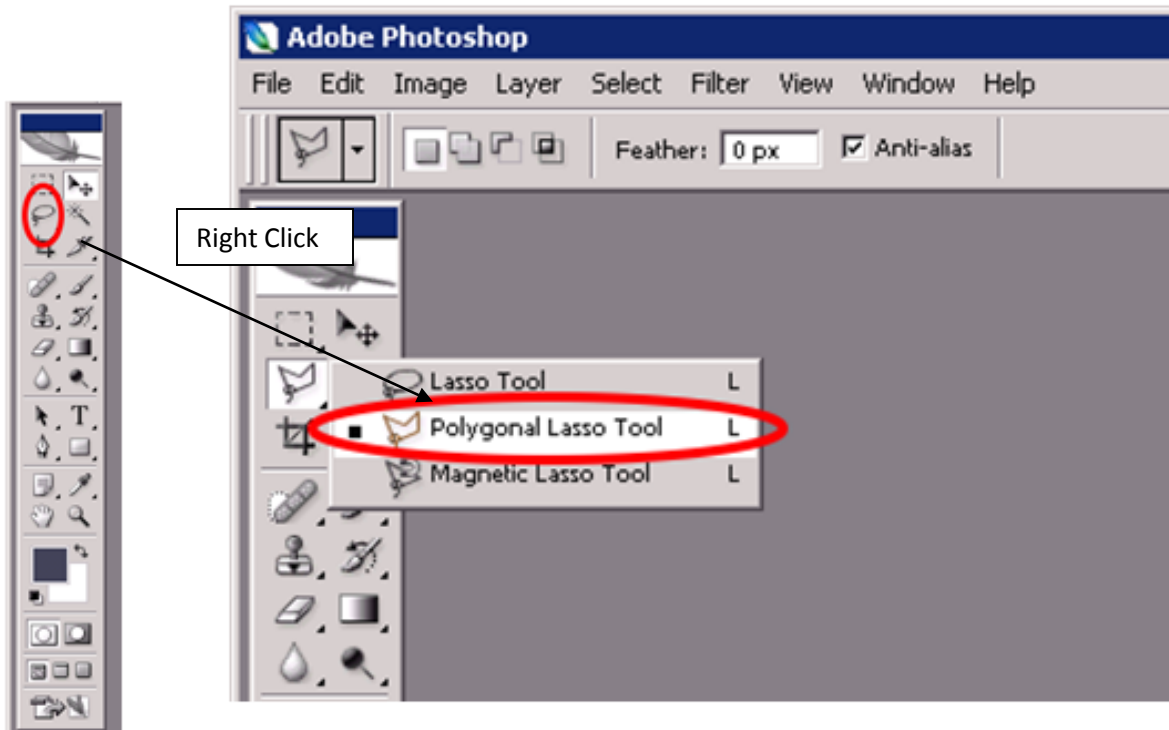 Adobe Photoshop
File Edit Image Layer Select Filter View Window Help
Feather: 0 px Anti-alias
Right Click
Lasso Tool L
Polygonal Lasso Tool L
Magnetic Lasso Tool L
T